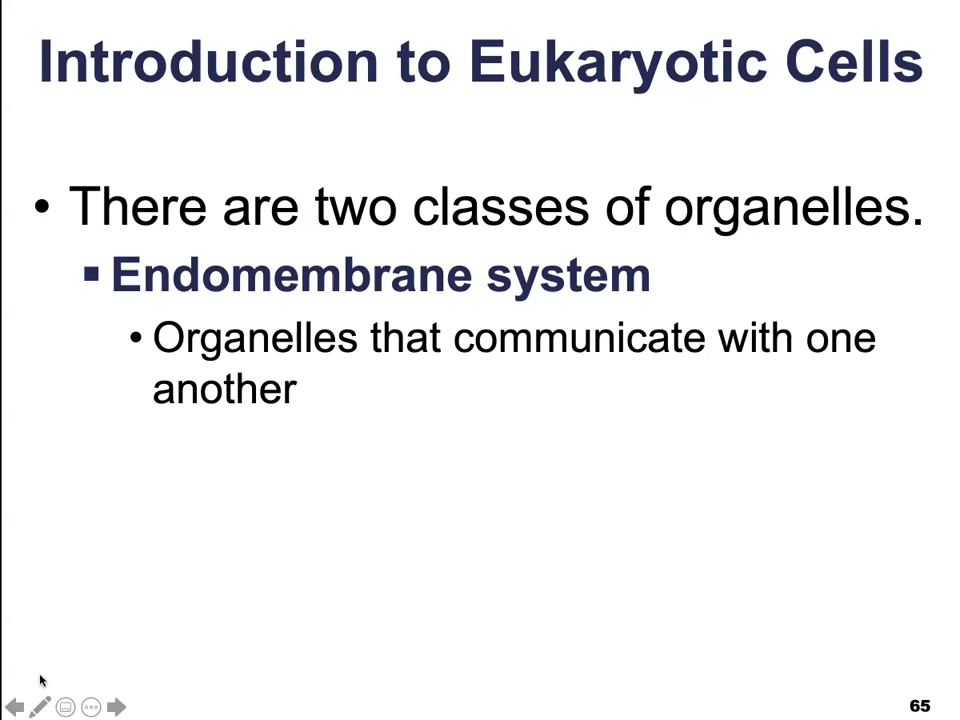 Introduction to Eukaryotic Cells
• There are two classes of organelles.
▪ Endomembrane system
• Organelles that communicate with one
another
65